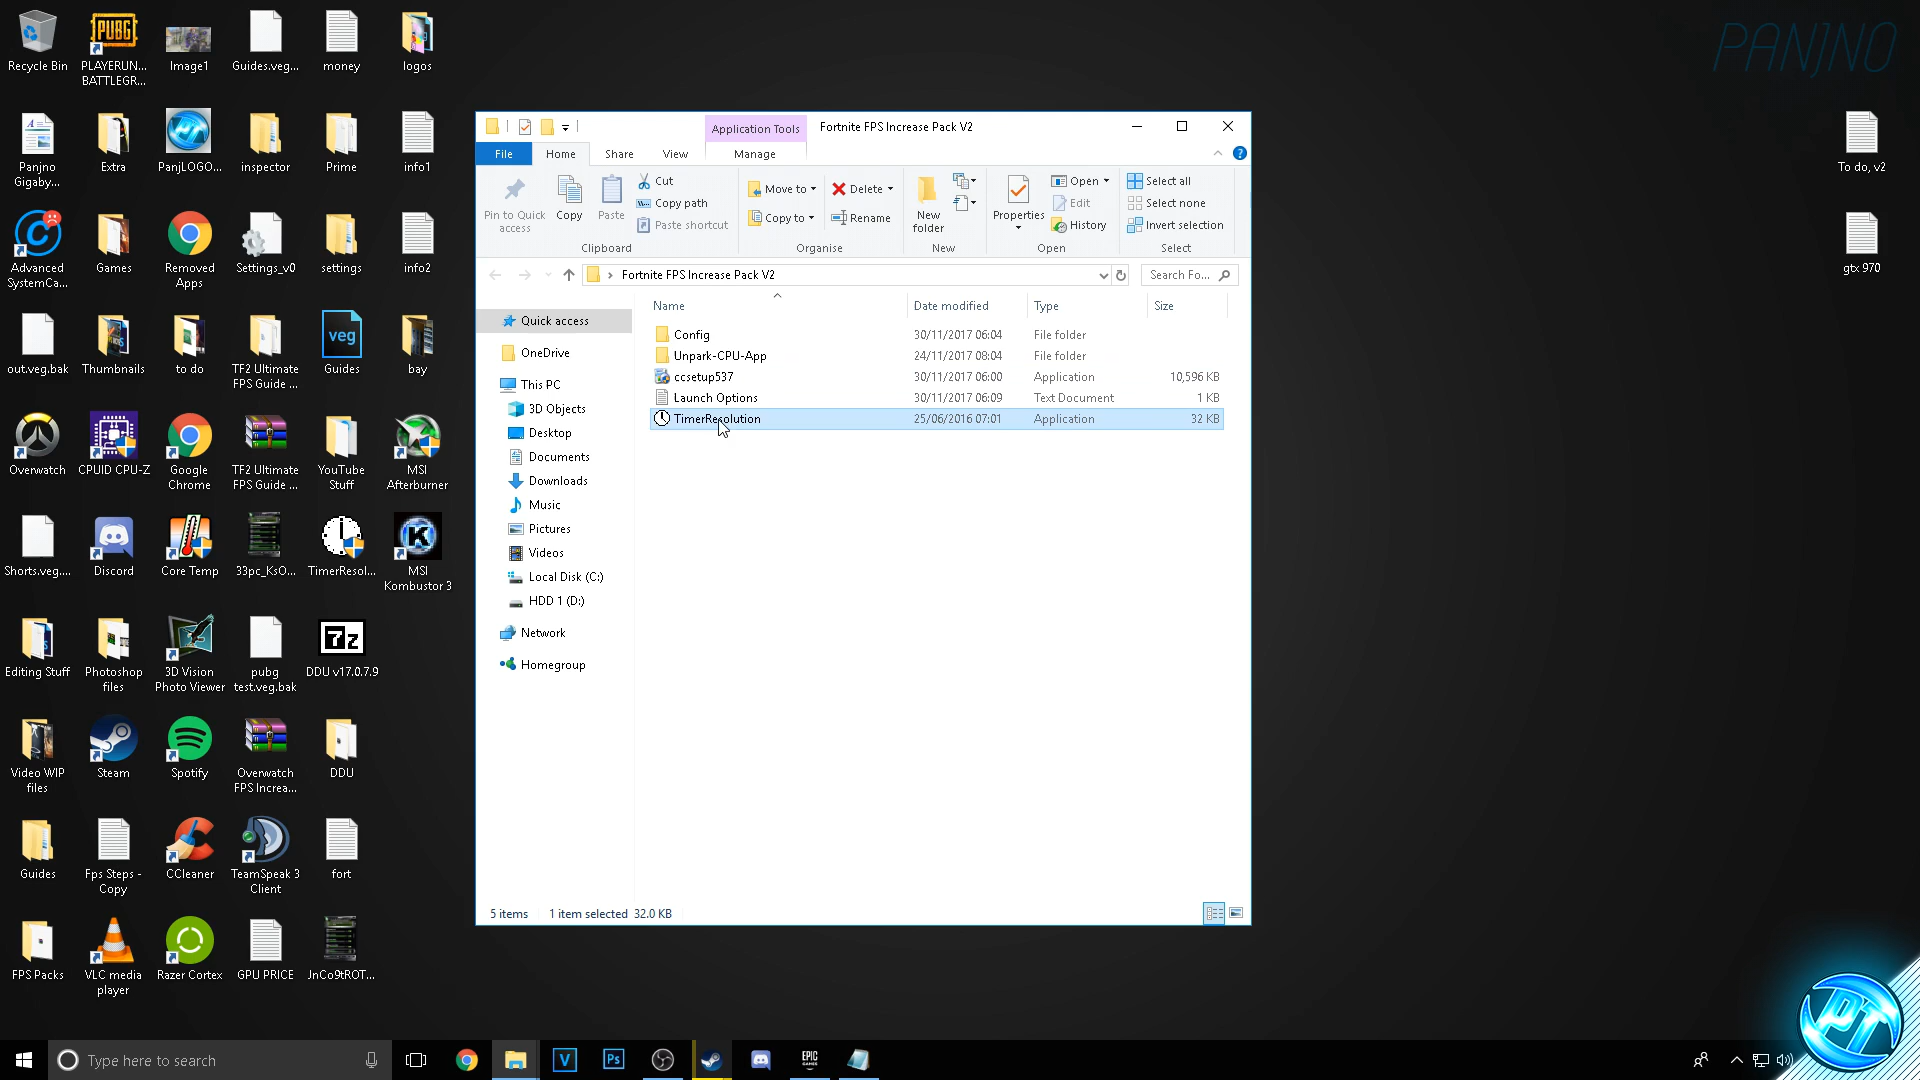 PANJNO
Recycle Bin
PLAYERUN...
BATTLEGR...
Image1
Guides.veg...
money
logos
Panjno
Gigaby...
Extra
PanjLOGO...
inspector
Prime
info1
Advanced
SystemCa...
Games
Removed
Apps
Settings_v0
settings
info2
out.veg.bak
Thumbnails
to do
TF2 Ultimate
FPS Guide ...
veg
Guides
bay
Overwatch
CPUID CPU-Z
Google
Chrome
TF2 Ultimate
FPS Guide ...
YouTube
Stuff
MSI
Afterburner
Shorts.veg....
Discord
Core Temp
33pc_KsO...
TimerResol...
MSI
Kombustor 3
Editing Stuff
Photoshop
files
3D Vision
Photo Viewer
pubg
test.veg.bak
7z
DDU v17.0.7.9
Video WIP
files
Steam
Spotify
Overwatch
FPS Increa...
DDU
Guides
Fps Steps -
Copy
CCleaner
TeamSpeak 3
Client
fort
FPS Packs
VLC media
player
Razer Cortex
GPU PRICE
JnCo9tROT...
To do, v2
gtx 970
Application Tools
Fortnite FPS Increase Pack V2
File
Home
Share
View
Manage
Pin to Quick
access
Copy
Paste
Cut
Copy path
Paste shortcut
Clipboard
Move to
Copy to
Delete
Rename
Organise
New
folder
New
Properties
Open
Edit
History
Open
Select all
Select none
Invert selection
Select
Fortnite FPS Increase Pack V2
Search Fo...
Quick access
OneDrive
This PC
3D Objects
Desktop
Documents
Downloads
Music
Pictures
Videos
Local Disk (C:)
HDD 1 (D:)
Network
Homegroup
Name Date modified Type Size
Config 30/11/2017 06:04 File folder
Unpark-CPU-App 24/11/2017 08:04 File folder
ccsetup537 30/11/2017 06:00 Application 10,596 KB
Launch Options 30/11/2017 06:09 Text Document 1 KB
TimerResolution 25/06/2016 07:01 Application 32 KB
5 items 1 item selected 32.0 KB
Type here to search
V
Ps
EPIC
GAMES
PT